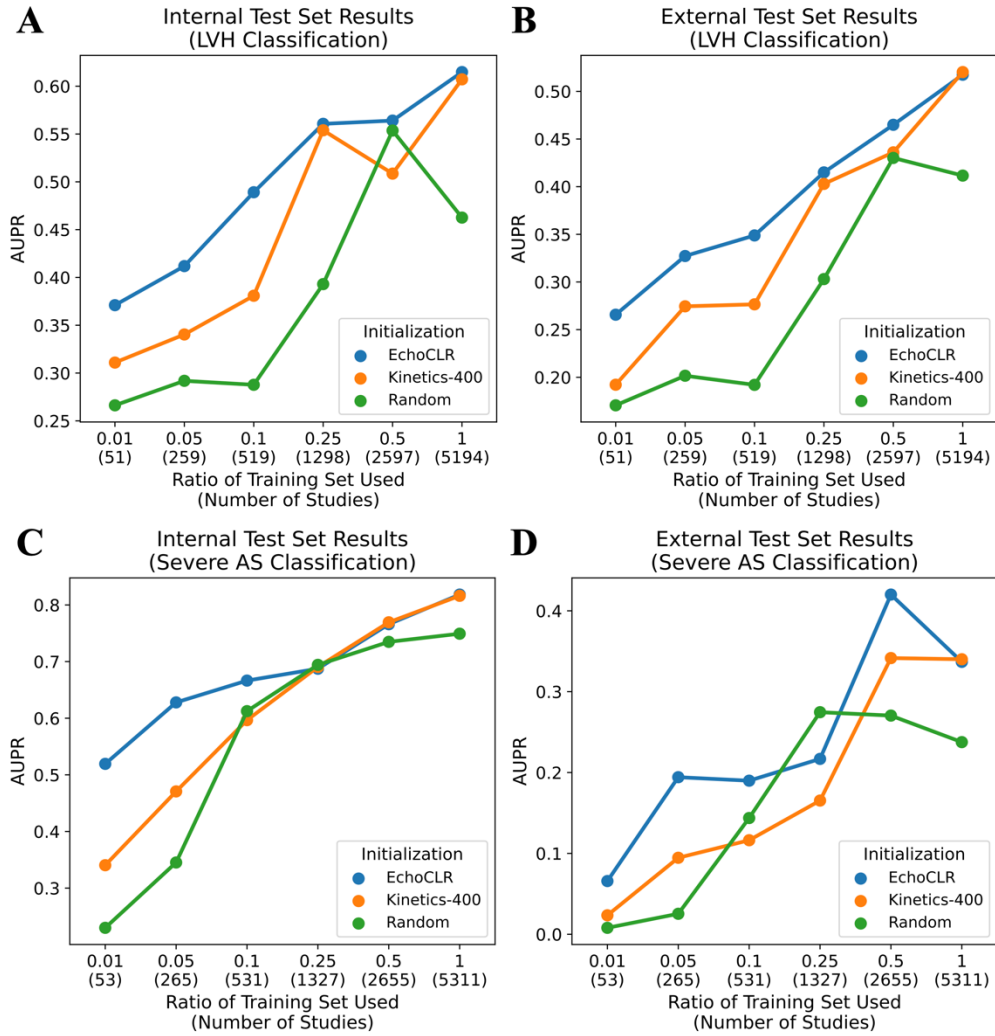 A
Internal Test Set Results
(LVH Classification)
AUPR
0.60
0.55
0.50
0.45
0.40
0.35
0.30
0.25
Initialization
EchoCLR
Kinetics-400
Random
0.01 0.05 0.1 0.25 0.5 1
(51) (259) (519) (1298) (2597) (5194)
Ratio of Training Set Used
(Number of Studies)
B
External Test Set Results
(LVH Classification)
AUPR
0.50
0.45
0.40
0.35
0.30
0.25
0.20
Initialization
EchoCLR
Kinetics-400
Random
0.01 0.05 0.1 0.25 0.5 1
(51) (259) (519) (1298) (2597) (5194)
Ratio of Training Set Used
(Number of Studies)
C
Internal Test Set Results
(Severe AS Classification)
AUPR
0.8
0.7
0.6
0.5
0.4
0.3
Initialization
EchoCLR
Kinetics-400
Random
0.01 0.05 0.1 0.25 0.5 1
(53) (265) (531) (1327) (2655) (5311)
Ratio of Training Set Used
(Number of Studies)
D
External Test Set Results
(Severe AS Classification)
AUPR
0.4
0.3
0.2
0.1
0.0
Initialization
EchoCLR
Kinetics-400
Random
0.01 0.05 0.1 0.25 0.5 1
(53) (265) (531) (1327) (2655) (5311)
Ratio of Training Set Used
(Number of Studies)